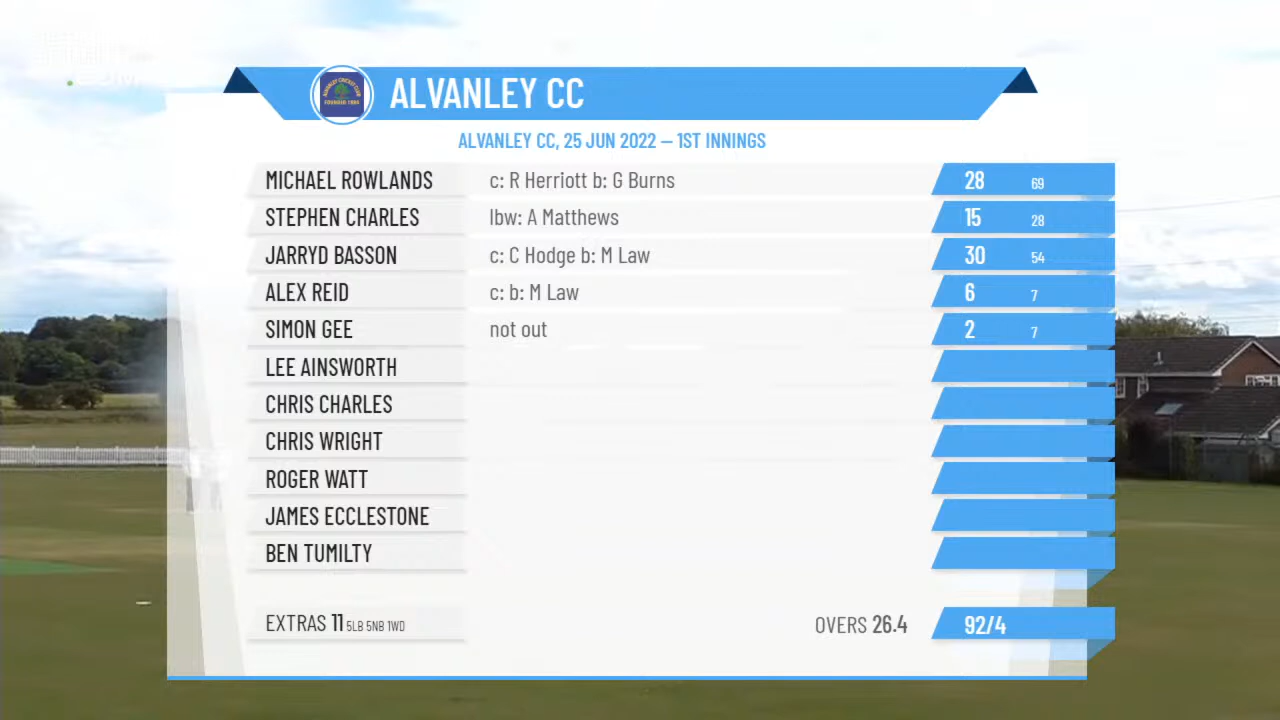 ALVANLEY CC
ALVANLEY CC, 25 JUN 2022 – 1ST INNINGS
MICHAEL ROWLANDS c: R Herriott b: G Burns 28 69
STEPHEN CHARLES lbw: A Matthews 15 28
JARRYD BASSON c: C Hodge b: M Law 30 54
ALEX REID c: b: M Law 6 7
SIMON GEE not out 2 7
LEE AINSWORTH
CHRIS CHARLES
CHRIS WRIGHT
ROGER WATT
JAMES ECCLESTONE
BEN TUMILTY
EXTRAS 11 5LB 5NB 1WD OVERS 26.4 92/4